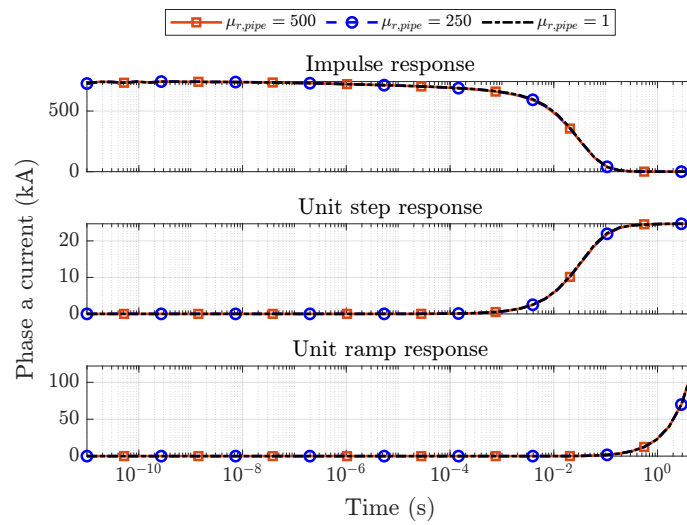 μr,pipe = 500 μr,pipe = 250 μr,pipe = 1
Impulse response
500
0
Unit step response
20
10
0
Unit ramp response
100
50
0
10^-10 10^-8 10^-6 10^-4 10^-2 10^0
Time (s)
Phase a current (kA)